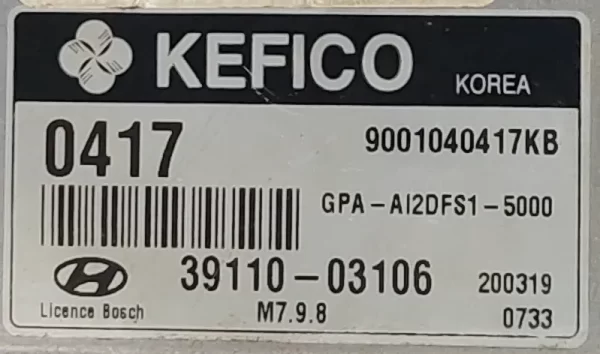 KEFICO KOREA
0417 9001040417KB
GPA-AI2DFS1-5000
39110-03106 200319
Licence Bosch M7.9.8 0733